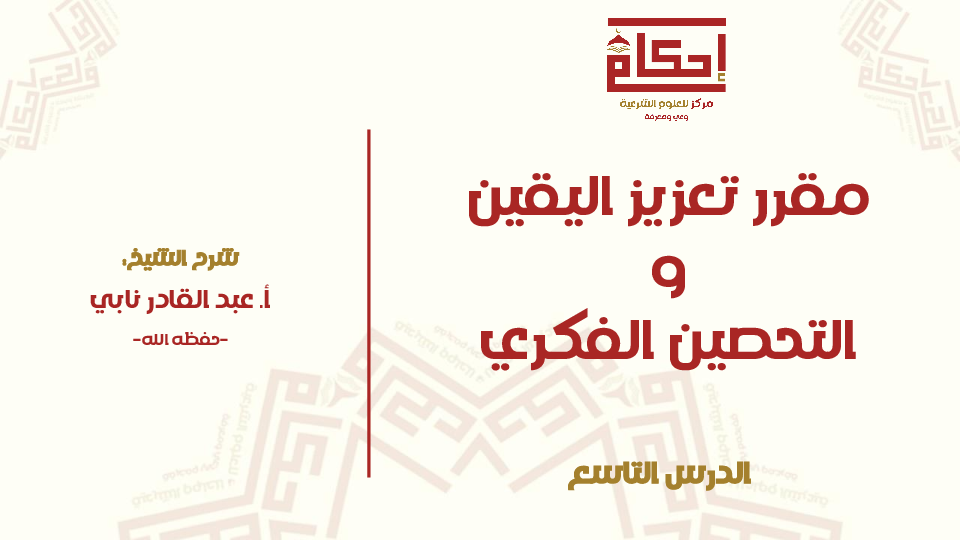 إحكام
مركز للعلوم الشرعية
وعي ومعرفة
مقرر تعزيز اليقين
و
التحصين الفكري
الدرس التاسع
شرح الشيخ:
أ. عبد القادر نابي
-حفظه الله-